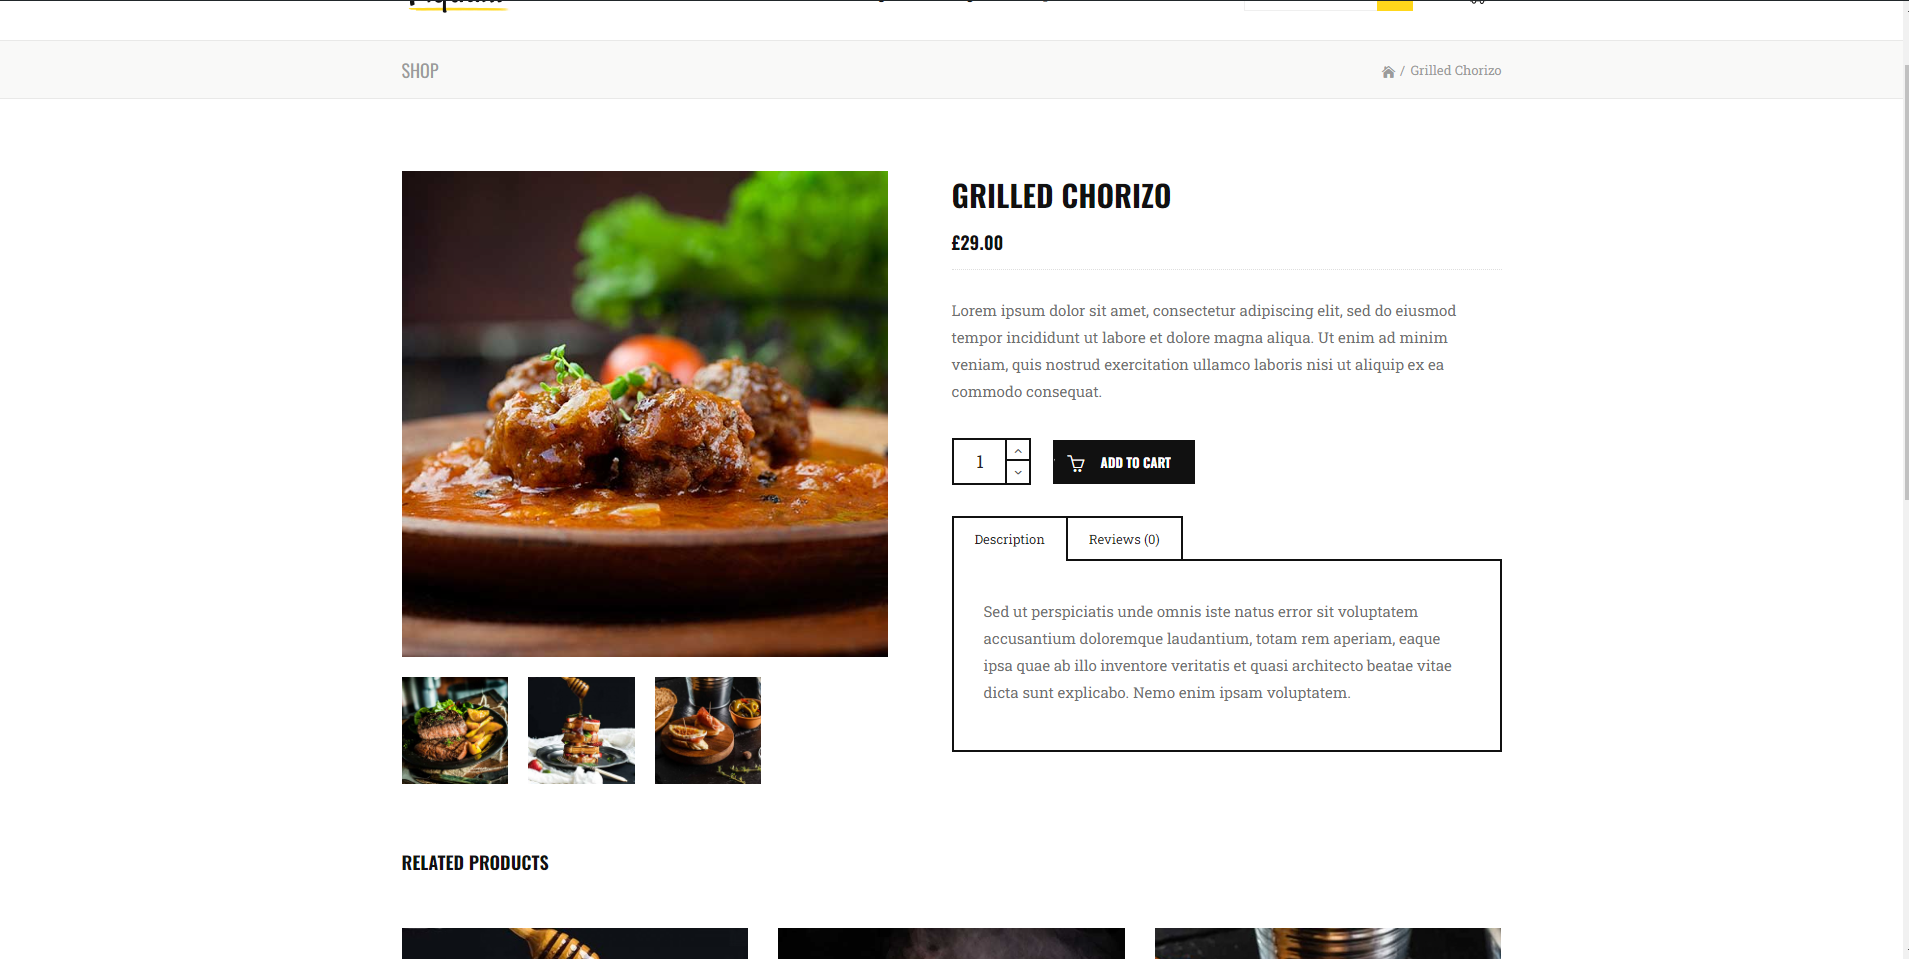 SHOP
/ Grilled Chorizo
GRILLED CHORIZO
£29.00
Lorem ipsum dolor sit amet, consectetur adipiscing elit, sed do eiusmod
tempor incididunt ut labore et dolore magna aliqua. Ut enim ad minim
veniam, quis nostrud exercitation ullamco laboris nisi ut aliquip ex ea
commodo consequat.
1
ADD TO CART
Description
Reviews (0)
Sed ut perspiciatis unde omnis iste natus error sit voluptatem
accusantium doloremque laudantium, totam rem aperiam, eaque
ipsa quae ab illo inventore veritatis et quasi architecto beatae vitae
dicta sunt explicabo. Nemo enim ipsam voluptatem.
RELATED PRODUCTS